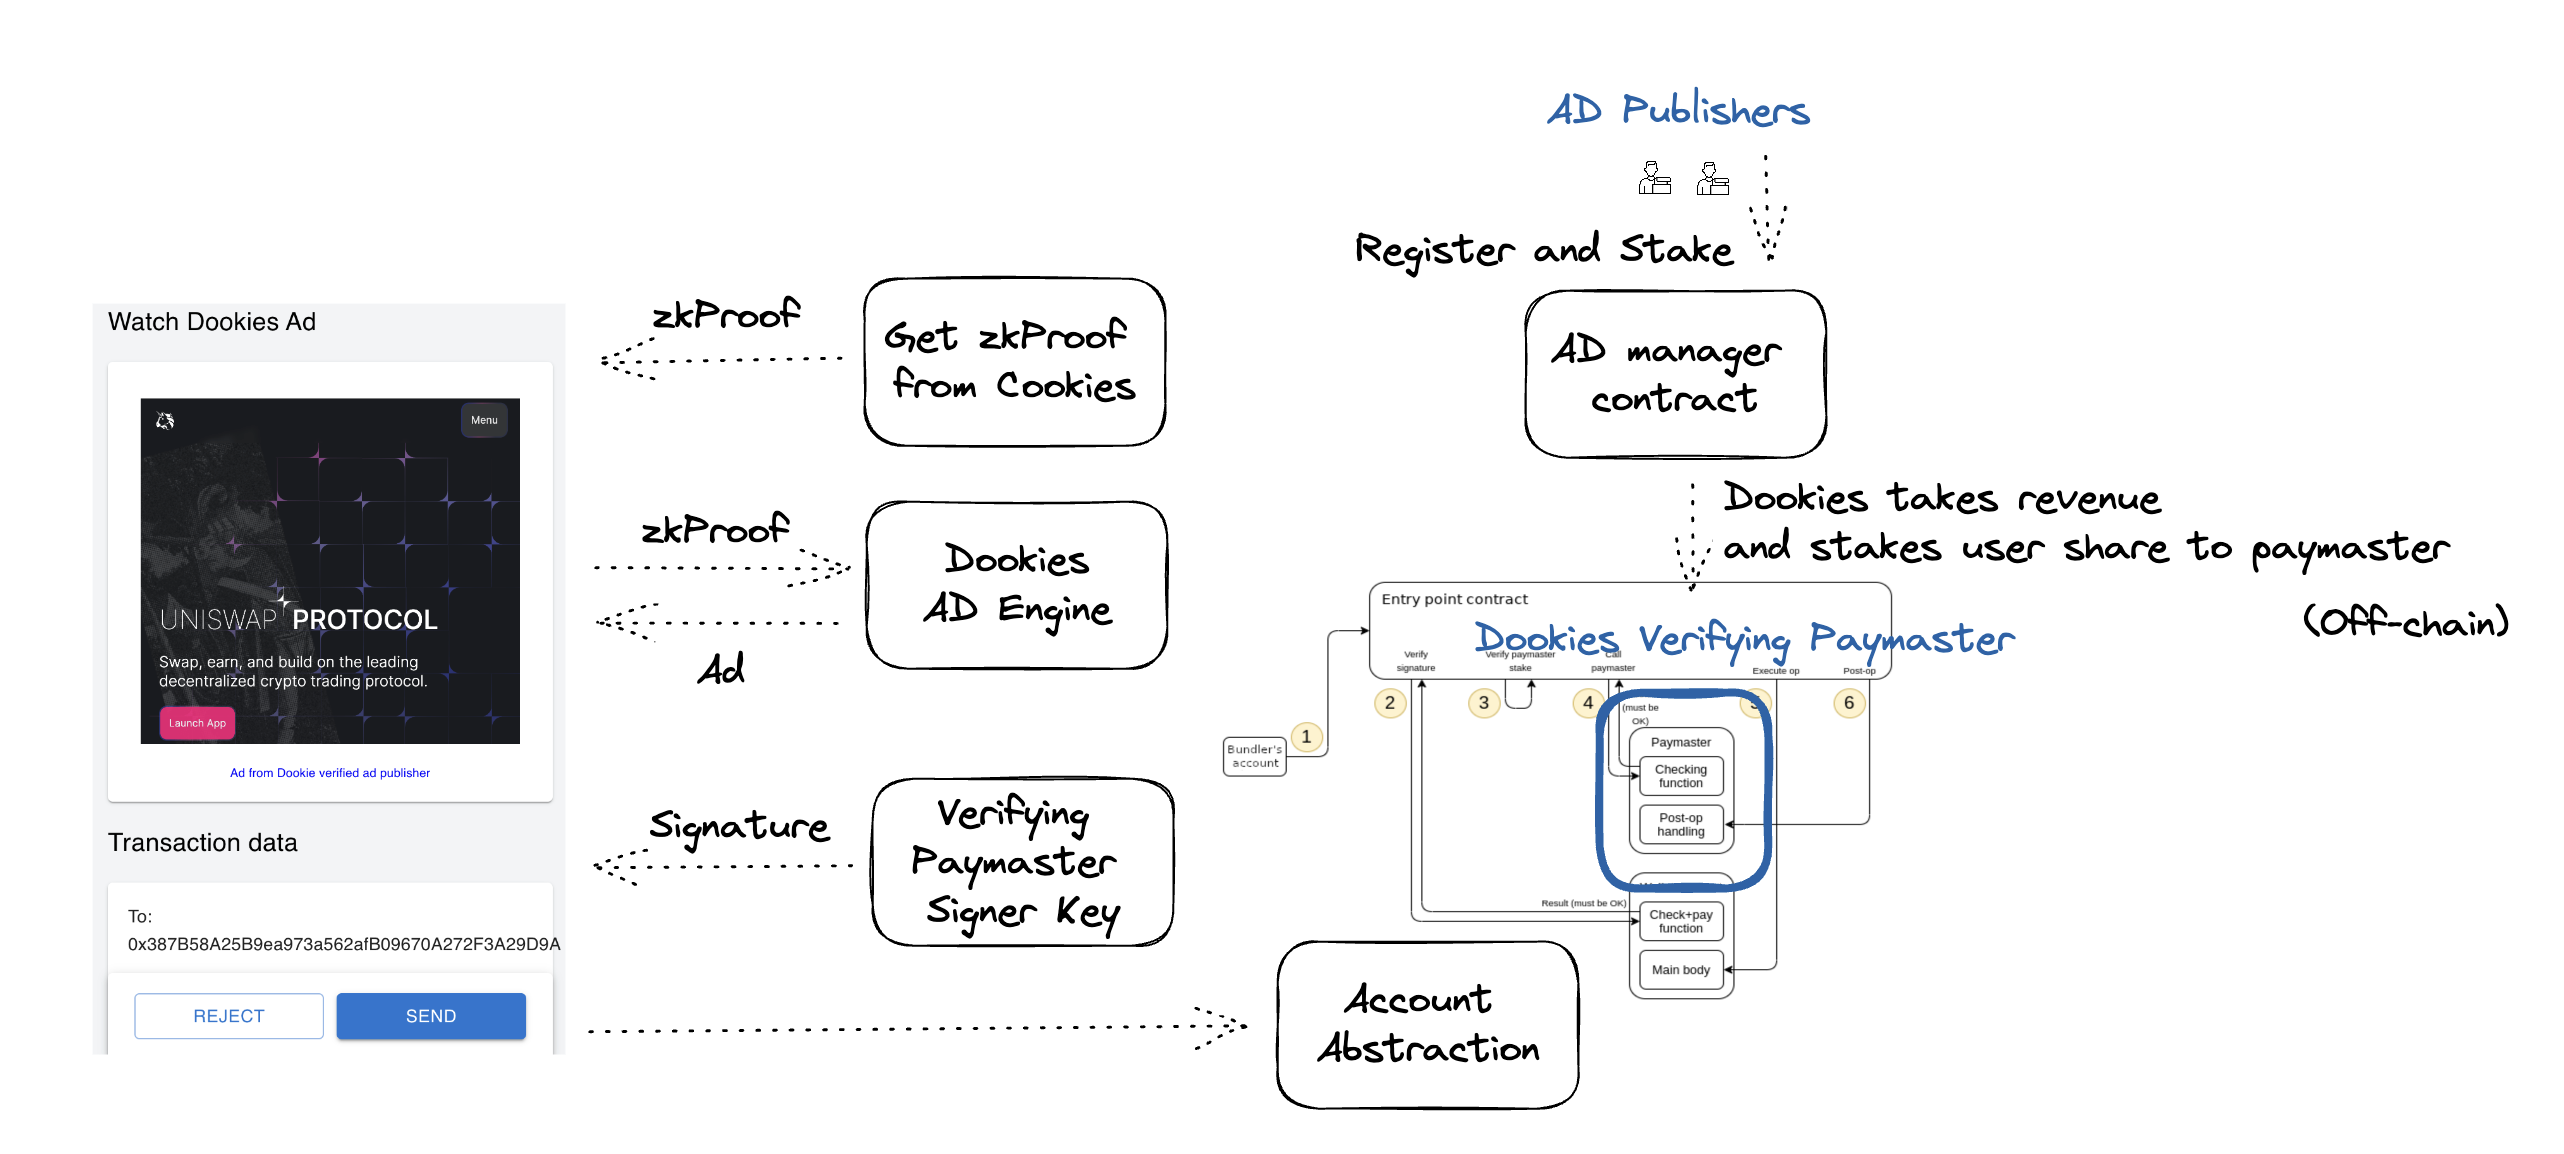 AD Publishers
Register and Stake
AD manager
contract
Dookies takes revenue
and stakes user share to paymaster
(Off-chain)
Watch Dookies Ad
Menu
UNISWAP PROTOCOL
Swap, earn, and build on the leading
decentralized crypto trading protocol.
Launch App
Ad from Dookie verified ad publisher
Transaction data
To:
0x387B58A25B9ea973a562afB09670A272F3A29D9A
REJECT
SEND
zkProof
Get zkProof
from Cookies
zkProof
Ad
Dookies
AD Engine
Signature
Verifying
Paymaster
Signer Key
Account
Abstraction
Entry point contract
Dookies Verifying Paymaster
Verify
signature
Verify paymaster
stake
Call
paymaster
Execute op
Post-op
1
2
3
4
5
6
Bundler's
account
(must be
OK)
Paymaster
Checking
function
Post-op
handling
Result (must be OK)
Check+pay
function
Main body